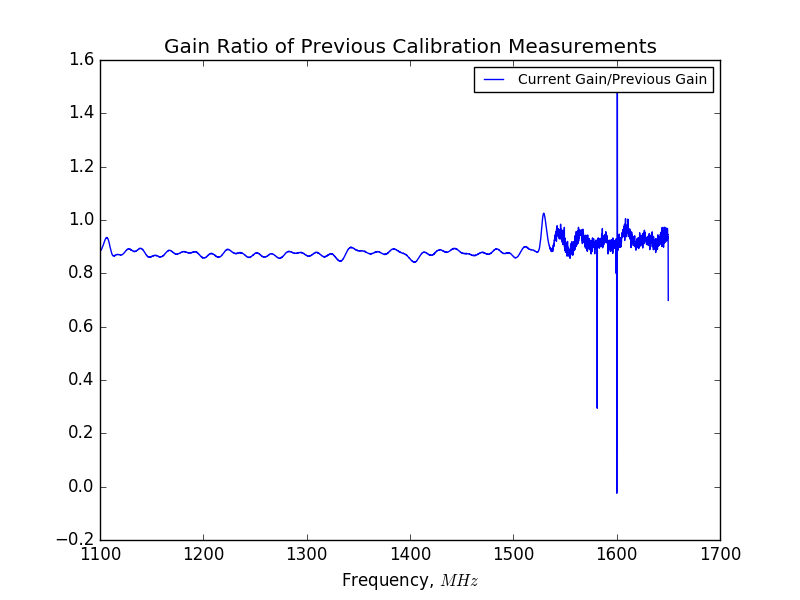 Gain Ratio of Previous Calibration Measurements
Current Gain/Previous Gain
1.6
1.4
1.2
1.0
0.8
0.6
0.4
0.2
0.0
−0.2
1100 1200 1300 1400 1500 1600 1700
Frequency, MHz